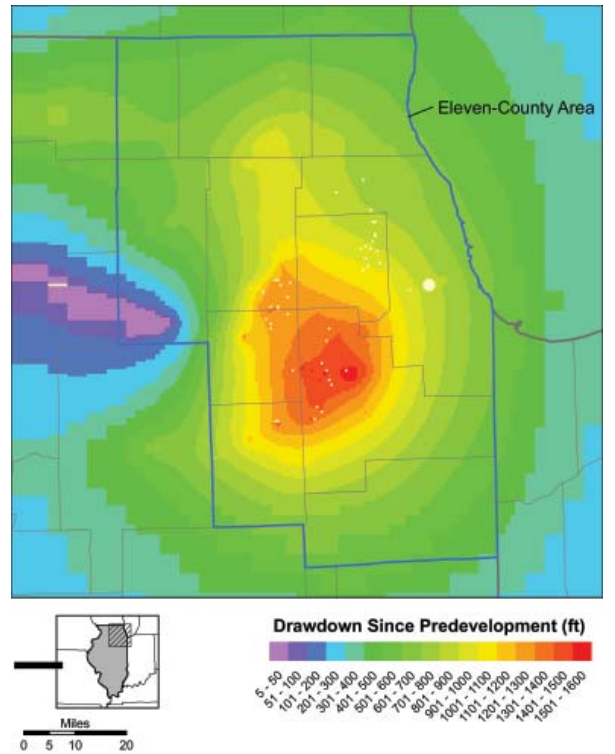 Eleven-County Area
Drawdown Since Predevelopment (ft)
5 - 50
51 - 100
101 - 200
201 - 300
301 - 400
401 - 500
501 - 600
601 - 700
701 - 800
801 - 900
901 - 1000
1001 - 1100
1101 - 1200
1201 - 1300
1301 - 1400
1401 - 1500
1501 - 1600
Miles
0 5 10 20